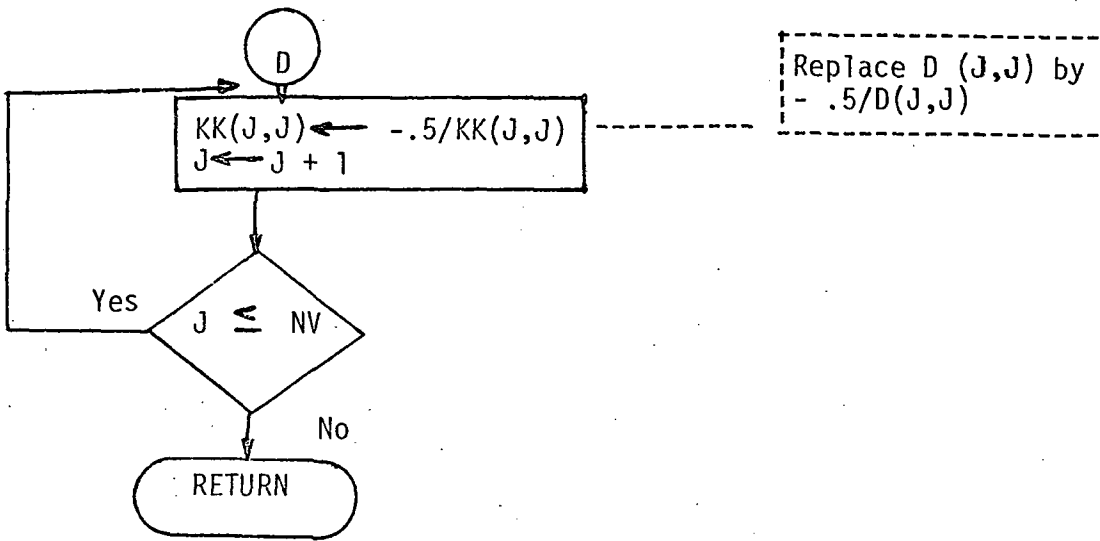 D
KK(J,J) ← -.5/KK(J,J)
J ← J + 1
Replace D (J,J) by
- .5/D(J,J)
Yes
J ≤ NV
No
RETURN